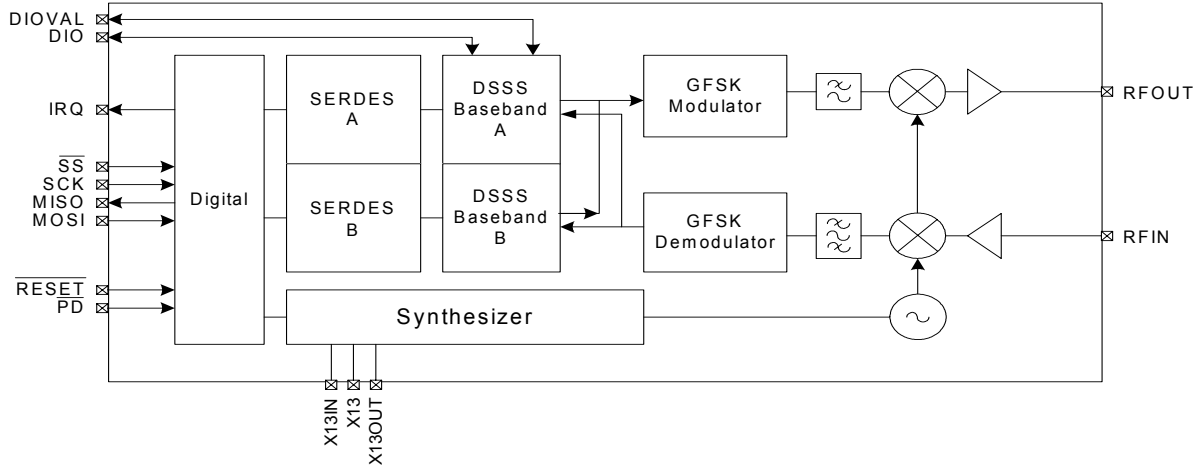 DIOVAL
DIO
IRQ
SS
SCK
MISO
MOSI
RESET
PD
Digital
SERDES
A
SERDES
B
DSSS
Baseband
A
DSSS
Baseband
B
GFSK
Modulator
GFSK
Demodulator
Synthesizer
RFOUT
RFIN
X13IN
X13
X13OUT